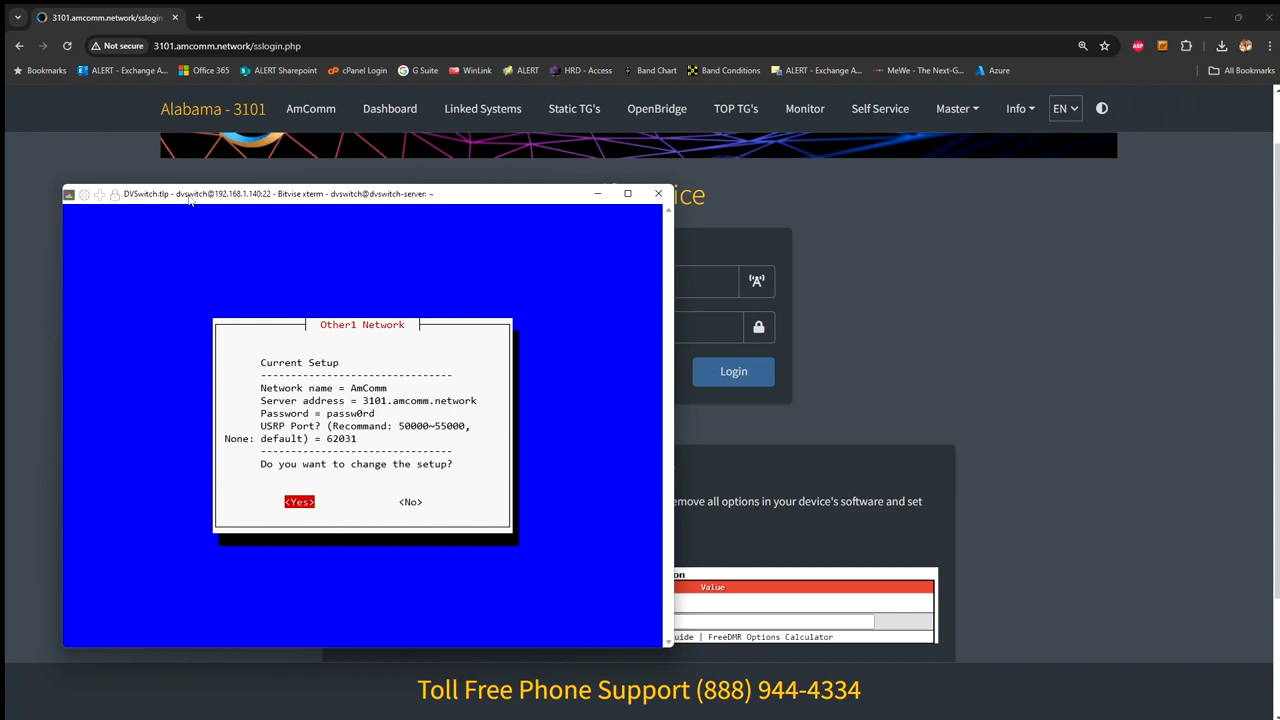 3101.amcomm.network/sslogin
Not secure 3101.amcomm.network/sslogin.php
ABP
Bookmarks ALERT - Exchange A... Office 365 ALERT Sharepoint cPanel Login G Suite WinLink ALERT HRD - Access Band Chart Band Conditions ALERT - Exchange A... MeWe - The Next-G... Azure All Bookmarks
Alabama - 3101 AmComm Dashboard Linked Systems Static TG's OpenBridge TOP TG's Monitor Self Service Master Info EN
ice
DVSwitch.tlp - dvswitch@192.168.1.140:22 - Bitvise xterm - dvswitch@dvswitch-server: ~
Other1 Network
Current Setup
-------------------------------
Network name = AmComm
Server address = 3101.amcomm.network
Password = passw0rd
USRP Port? (Recommand: 50000~55000,
None: default) = 62031
-------------------------------
Do you want to change the setup?
<Yes> <No>
Login
emove all options in your device's software and set
on
Value
uide | FreeDMR Options Calculator
Toll Free Phone Support (888) 944-4334